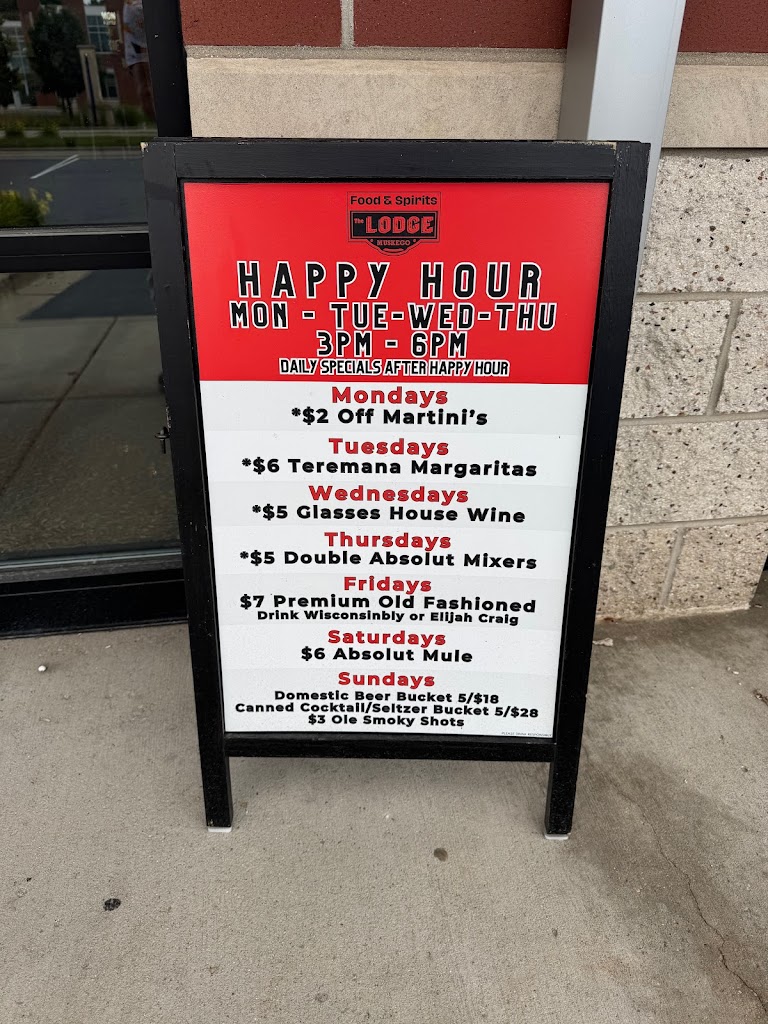 Food & Spirits
The LODGE
MUSKEGO
HAPPY HOUR
MON - TUE-WED-THU
3PM - 6PM
DAILY SPECIALS AFTER HAPPY HOUR
Mondays
*$2 Off Martini's
Tuesdays
*$6 Teremana Margaritas
Wednesdays
*$5 Glasses House Wine
Thursdays
*$5 Double Absolut Mixers
Fridays
$7 Premium Old Fashioned
Drink Wisconsinbly or Elijah Craig
Saturdays
$6 Absolut Mule
Sundays
Domestic Beer Bucket 5/$18
Canned Cocktail/Seltzer Bucket 5/$28
$3 Ole Smoky Shots
PLEASE DRINK RESPONSIBLY